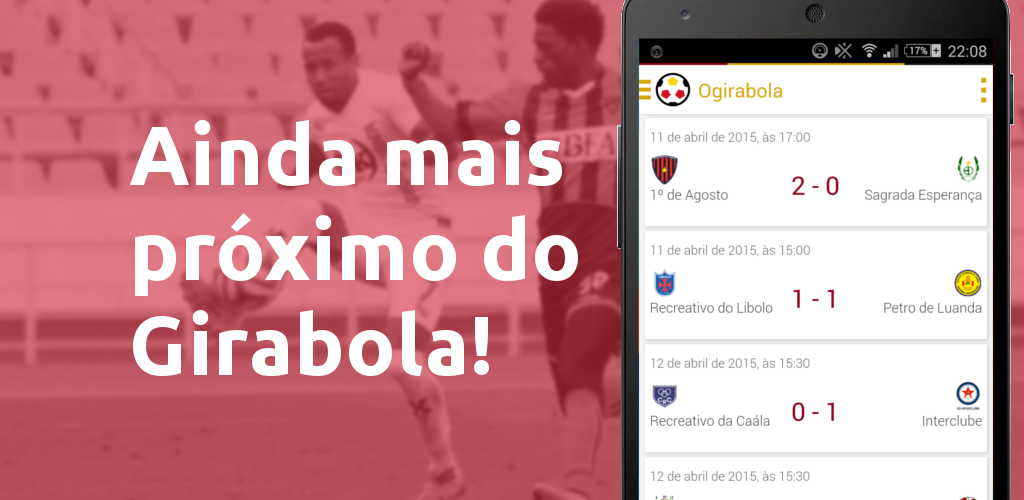 Ainda mais
próximo do
Girabola!
BFA
17% 22:08
Ogirabola
11 de abril de 2015, às 17:00
2 - 0
1º de Agosto Sagrada Esperança
11 de abril de 2015, às 15:00
1 - 1
Recreativo do Libolo Petro de Luanda
12 de abril de 2015, às 15:30
CRC
0 - 1
Recreativo da Caála Interclube
12 de abril de 2015, às 15:30